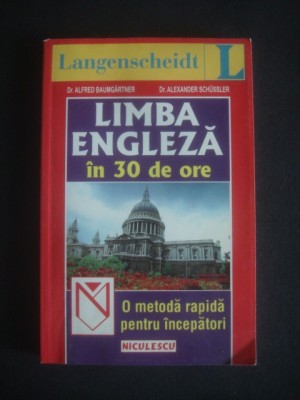 Langenscheidt L
Dr. ALFRED BAUMGÄRTNER Dr. ALEXANDER SCHÜSSLER
LIMBA
ENGLEZĂ
în 30 de ore
O metodă rapidă
pentru începători
NICULESCU